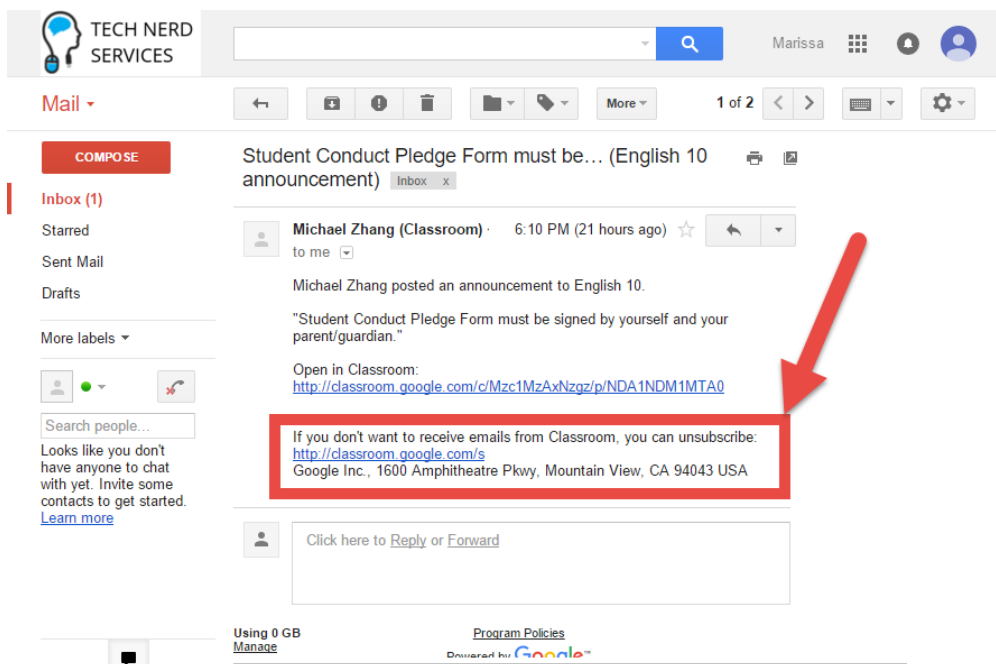 TECH NERD
SERVICES
Marissa
Mail
More
1 of 2
COMPOSE
Inbox (1)
Starred
Sent Mail
Drafts
More labels
Search people...
Looks like you don't
have anyone to chat
with yet. Invite some
contacts to get started.
Learn more
Student Conduct Pledge Form must be… (English 10
announcement) Inbox x
Michael Zhang (Classroom) · 6:10 PM (21 hours ago)
to me
Michael Zhang posted an announcement to English 10.
"Student Conduct Pledge Form must be signed by yourself and your
parent/guardian."
Open in Classroom:
http://classroom.google.com/c/Mzc1MzAxNzgz/p/NDA1NDM1MTA0
If you don't want to receive emails from Classroom, you can unsubscribe:
http://classroom.google.com/s
Google Inc., 1600 Amphitheatre Pkwy, Mountain View, CA 94043 USA
Click here to Reply or Forward
Using 0 GB
Manage
Program Policies
Powered by Google™